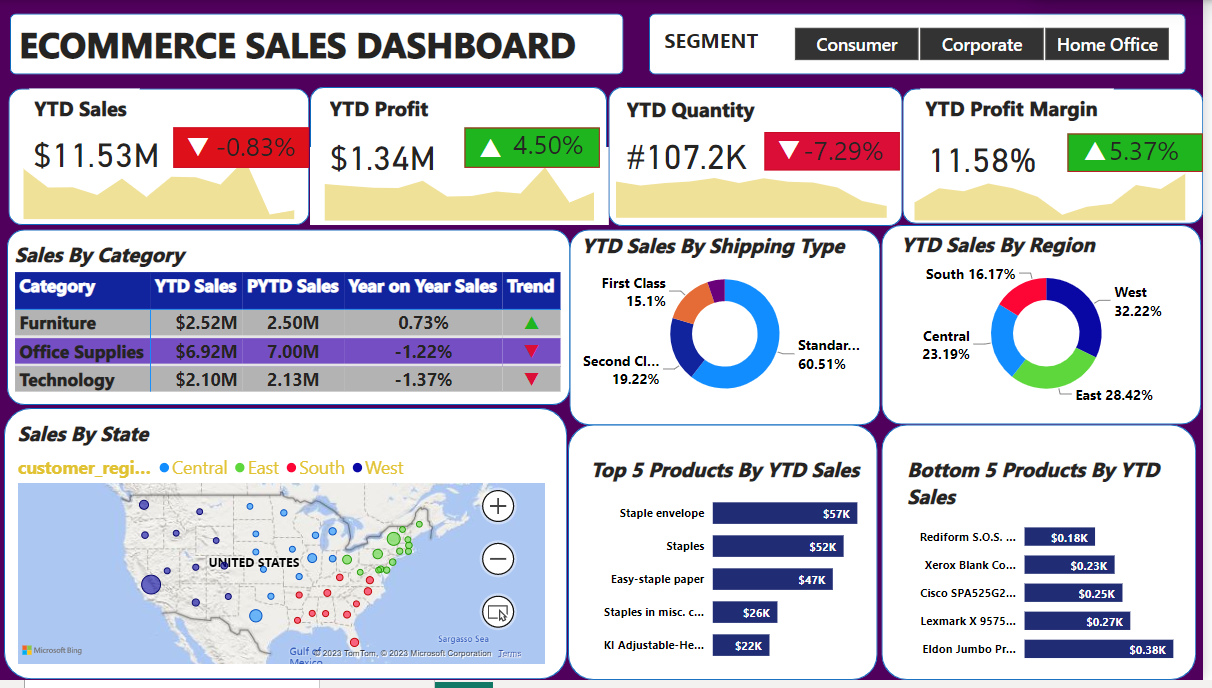 ECOMMERCE SALES DASHBOARD
SEGMENT
Consumer
Corporate
Home Office
YTD Sales
$11.53M
▼ -0.83%
YTD Profit
$1.34M
▲ 4.50%
YTD Quantity
#107.2K
▼ -7.29%
YTD Profit Margin
11.58%
▲ 5.37%
Sales By Category
Category YTD Sales PYTD Sales Year on Year Sales Trend
Furniture $2.52M 2.50M 0.73% ▲
Office Supplies $6.92M 7.00M -1.22% ▼
Technology $2.10M 2.13M -1.37% ▼
YTD Sales By Shipping Type
First Class
15.1%
Second Cl...
19.22%
Standar...
60.51%
YTD Sales By Region
South 16.17%
West
32.22%
Central
23.19%
East 28.42%
Sales By State
customer_regi... Central East South West
UNITED STATES
Sargasso Sea
Gulf of
Mexico
Microsoft Bing
© 2023 TomTom, © 2023 Microsoft Corporation Terms
Top 5 Products By YTD Sales
Staple envelope $57K
Staples $52K
Easy-staple paper $47K
Staples in misc. c... $26K
KI Adjustable-He... $22K
Bottom 5 Products By YTD
Sales
Rediform S.O.S. ... $0.18K
Xerox Blank Co... $0.23K
Cisco SPA525G2... $0.25K
Lexmark X 9575... $0.27K
Eldon Jumbo Pr... $0.38K